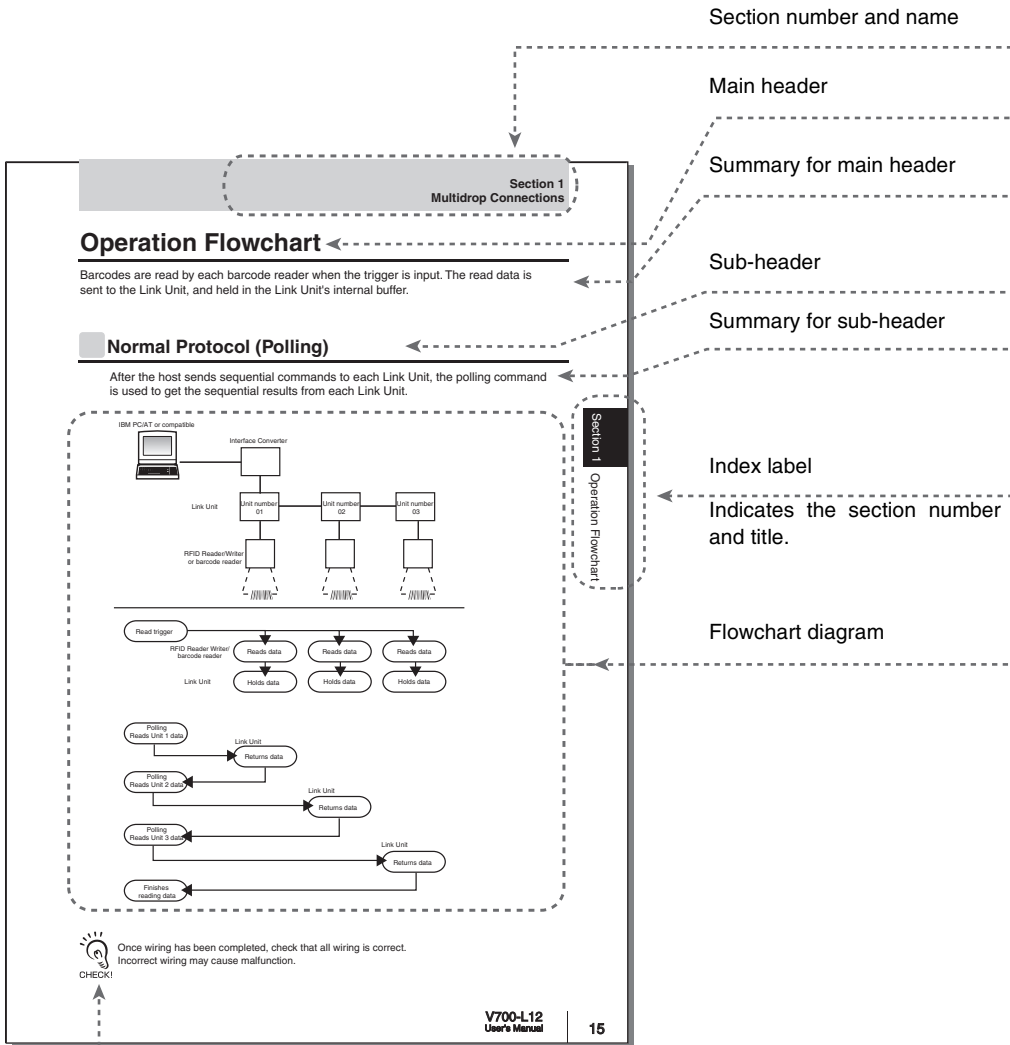 Section number and name
Main header
Summary for main header
Section 1
Multidrop Connections
Operation Flowchart
Barcodes are read by each barcode reader when the trigger is input. The read data is
sent to the Link Unit, and held in the Link Unit's internal buffer.
Sub-header
Summary for sub-header
Normal Protocol (Polling)
After the host sends sequential commands to each Link Unit, the polling command
is used to get the sequential results from each Link Unit.
IBM PC/AT or compatible
Interface Converter
Link Unit
Unit number
01
Unit number
02
Unit number
03
RFID Reader/Writer
or barcode reader
Section 1 Operation Flowchart
Index label
Indicates the section number
and title.
Flowchart diagram
Read trigger
RFID Reader Writer/
barcode reader
Reads data
Reads data
Reads data
Link Unit
Holds data
Holds data
Holds data
Polling
Reads Unit 1 data
Link Unit
Returns data
Polling
Reads Unit 2 data
Link Unit
Returns data
Polling
Reads Unit 3 data
Link Unit
Returns data
Finishes
reading data
CHECK!
Once wiring has been completed, check that all wiring is correct.
Incorrect wiring may cause malfunction.
V700-L12
User's Manual
15